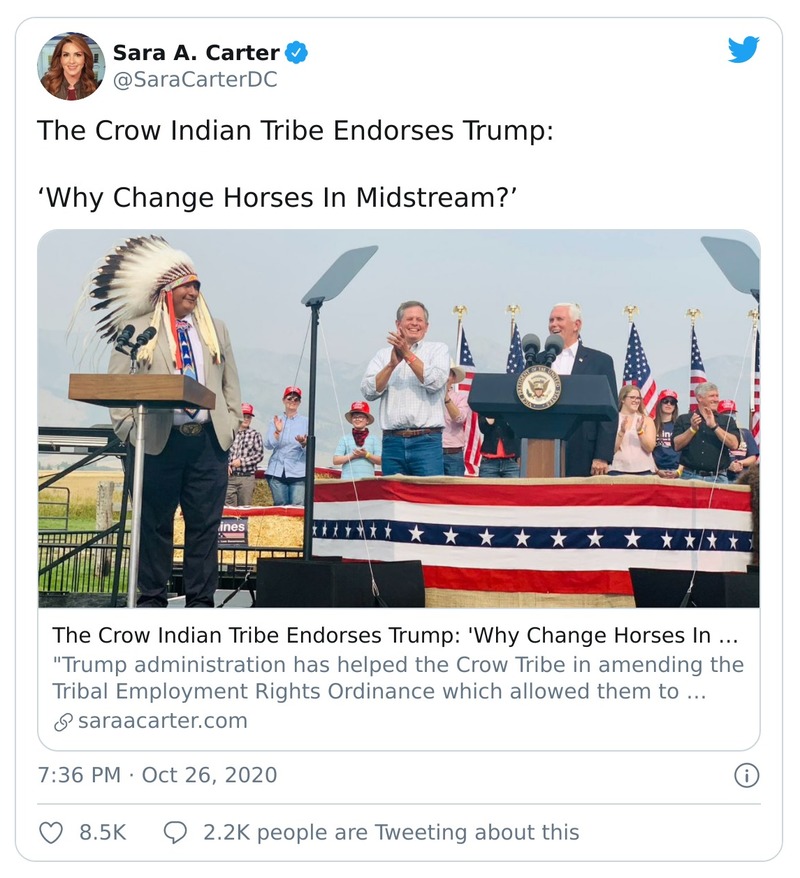 Sara A. Carter
@SaraCarterDC
The Crow Indian Tribe Endorses Trump:
‘Why Change Horses In Midstream?’
ines
The Crow Indian Tribe Endorses Trump: 'Why Change Horses In ...
"Trump administration has helped the Crow Tribe in amending the
Tribal Employment Rights Ordinance which allowed them to ...
saraacarter.com
7:36 PM · Oct 26, 2020
8.5K
2.2K people are Tweeting about this